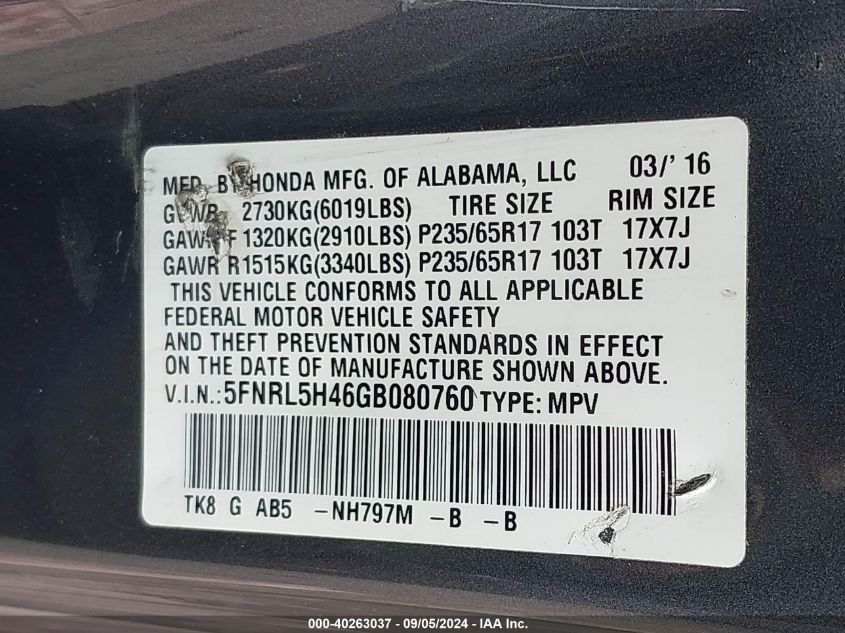 MFD. BY HONDA MFG. OF ALABAMA, LLC 03/' 16
GVWR 2730KG(6019LBS) TIRE SIZE RIM SIZE
GAWR F 1320KG(2910LBS) P235/65R17 103T 17X7J
GAWR R1515KG(3340LBS) P235/65R17 103T 17X7J
THIS VEHICLE CONFORMS TO ALL APPLICABLE
FEDERAL MOTOR VEHICLE SAFETY
AND THEFT PREVENTION STANDARDS IN EFFECT
ON THE DATE OF MANUFACTURE SHOWN ABOVE.
V.I.N.:5FNRL5H46GB080760 TYPE: MPV
TK8 G AB5 -NH797M -B -B
000-40263037 - 09/05/2024 - IAA Inc.